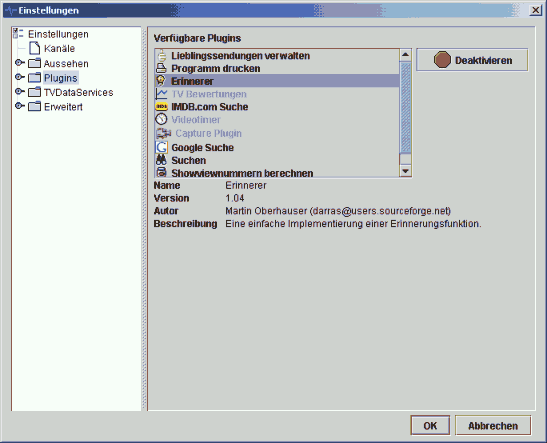 Einstellungen
Einstellungen
Kanäle
Aussehen
Plugins
TVDataServices
Erweitert
Verfügbare Plugins
Lieblingssendungen verwalten
Programm drucken
Erinnerer
TV Bewertungen
IMDB.com Suche
Videotimer
Capture Plugin
Google Suche
Suchen
Showviewnummern berechnen
Deaktivieren
Name Erinnerer
Version 1.04
Autor Martin Oberhauser (darras@users.sourceforge.net)
Beschreibung Eine einfache Implementierung einer Erinnerungsfunktion.
OK
Abbrechen